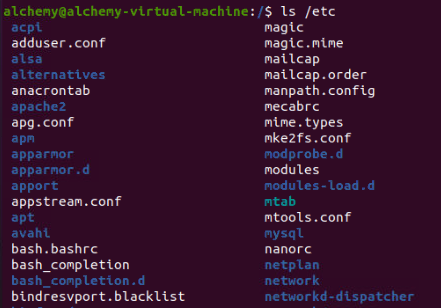 alchemy@alchemy-virtual-machine:/$ ls /etc
acpi magic
adduser.conf magic.mime
alsa mailcap
alternatives mailcap.order
anacrontab manpath.config
apache2 mecabrc
apg.conf mime.types
apm mke2fs.conf
apparmor modprobe.d
apparmor.d modules
apport modules-load.d
appstream.conf mtab
apt mtools.conf
avahi mysql
bash.bashrc nanorc
bash_completion netplan
bash_completion.d network
bindresvport.blacklist networkd-dispatcher